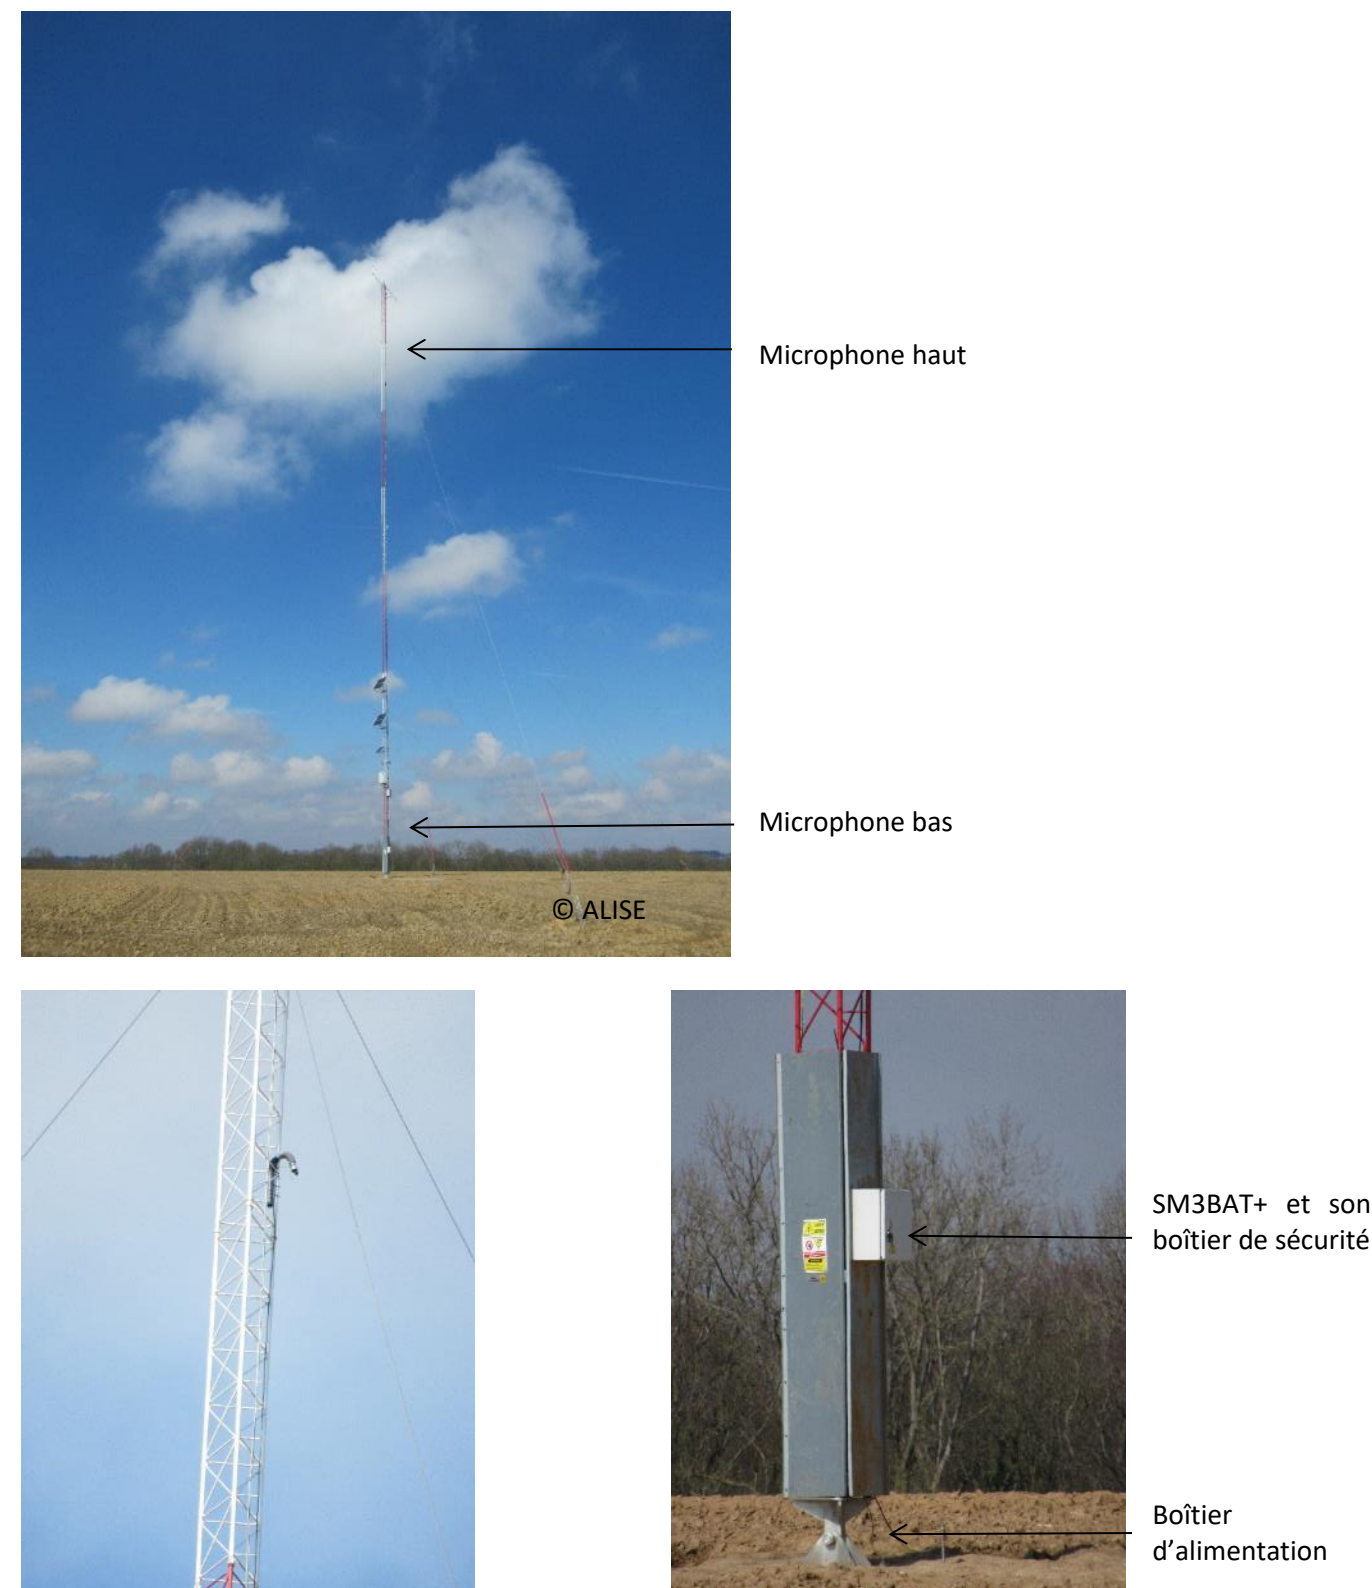 Microphone haut
Microphone bas
© ALISE
SM3BAT+ et son
boîtier de sécurité
Boîtier
d’alimentation